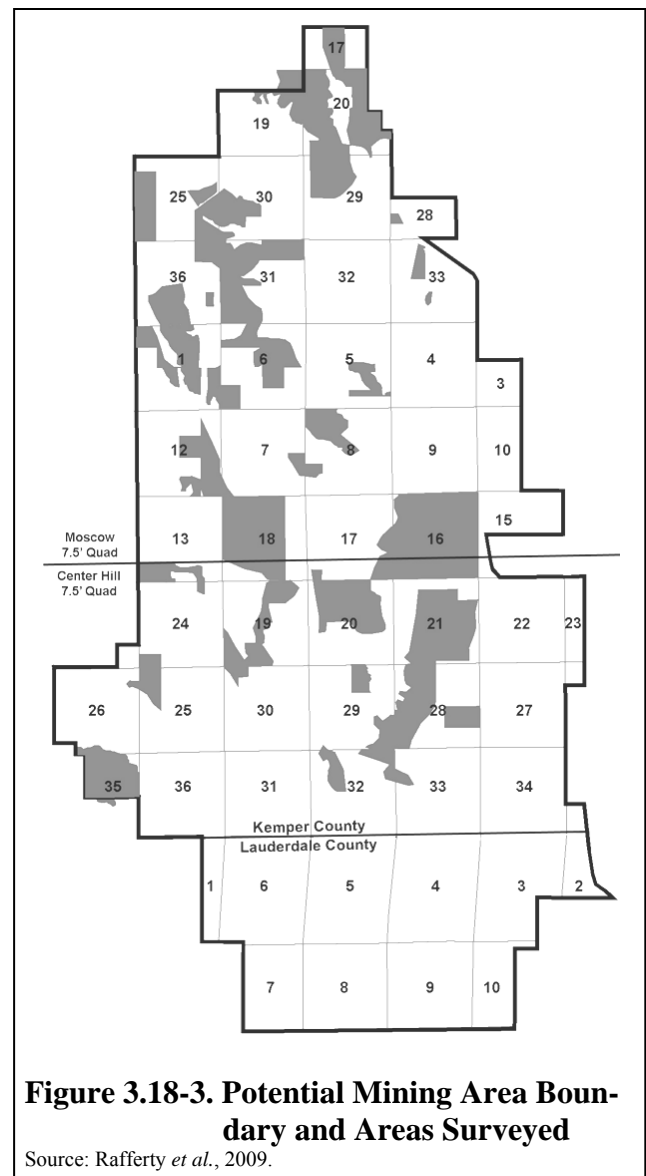 17
20
19
25 30 29
28
36 31 32 33
1 6 5 4
3
12 7 8 9 10
15
13 18 17 16
Moscow
7.5' Quad
Center Hill
7.5' Quad
24 19 20 21 22 23
26 25 30 29 28 27
35 36 31 32 33 34
Kemper County
Lauderdale County
1 6 5 4 3 2
7 8 9 10
Figure 3.18-3. Potential Mining Area Boun-
dary and Areas Surveyed
Source: Rafferty et al., 2009.